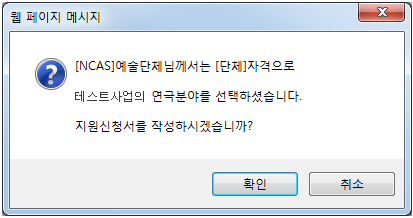 웹 페이지 메시지
[NCAS]예술단체님께서는 [단체]자격으로
테스트사업의 연극분야를 선택하셨습니다.
지원신청서를 작성하시겠습니까?
확인
취소